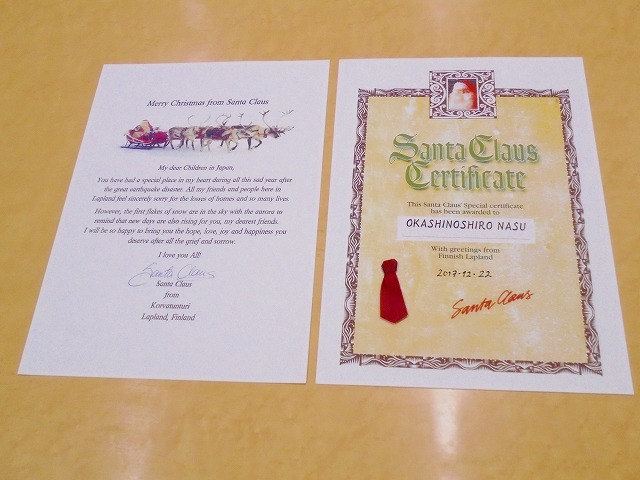 Merry Christmas from Santa Claus
My dear Children in Japan,
You have had a special place in my heart during all this sad year after
the great earthquake disaster. All my friends and people here in
Lapland feel sincerely sorry for the losses of homes and so many lives.
However, the first flakes of snow are in the sky with the aurora to
remind that new days are also rising for you, my dearest friends.
I will be so happy to bring you the hope, love, joy and happiness you
deserve after all the grief and sorrow.
I love you All!
Santa Claus
Santa Claus
from
Korvatunturi
Lapland, Finland
Santa Claus
Certificate
This Santa Claus' Special certificate
has been awarded to
OKASHINOSHIRO NASU
With greetings from
Finnish Lapland
2017-12-22
Santa Claus